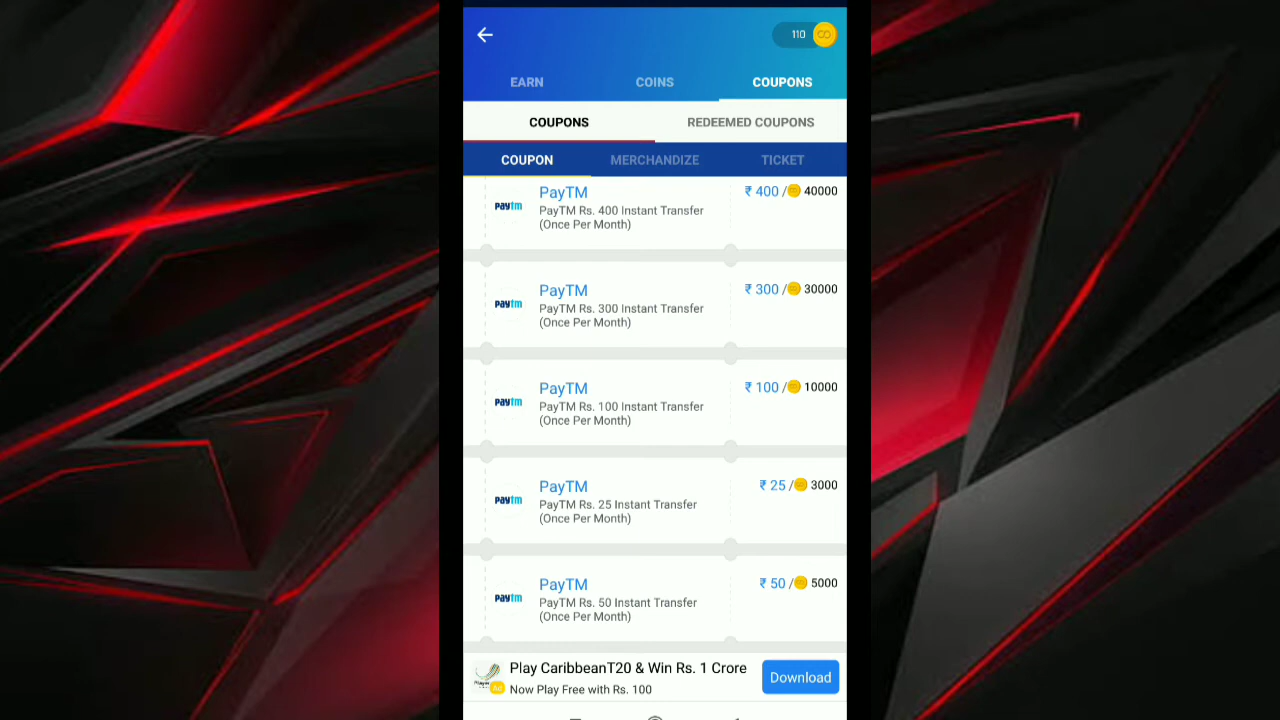 110
EARN COINS COUPONS
COUPONS REDEEMED COUPONS
COUPON MERCHANDIZE TICKET
paytm PayTM ₹ 400 / 40000
PayTM Rs. 400 Instant Transfer
(Once Per Month)
paytm PayTM ₹ 300 / 30000
PayTM Rs. 300 Instant Transfer
(Once Per Month)
paytm PayTM ₹ 100 / 10000
PayTM Rs. 100 Instant Transfer
(Once Per Month)
paytm PayTM ₹ 25 / 3000
PayTM Rs. 25 Instant Transfer
(Once Per Month)
paytm PayTM ₹ 50 / 5000
PayTM Rs. 50 Instant Transfer
(Once Per Month)
Play CaribbeanT20 & Win Rs. 1 Crore
Now Play Free with Rs. 100
Download